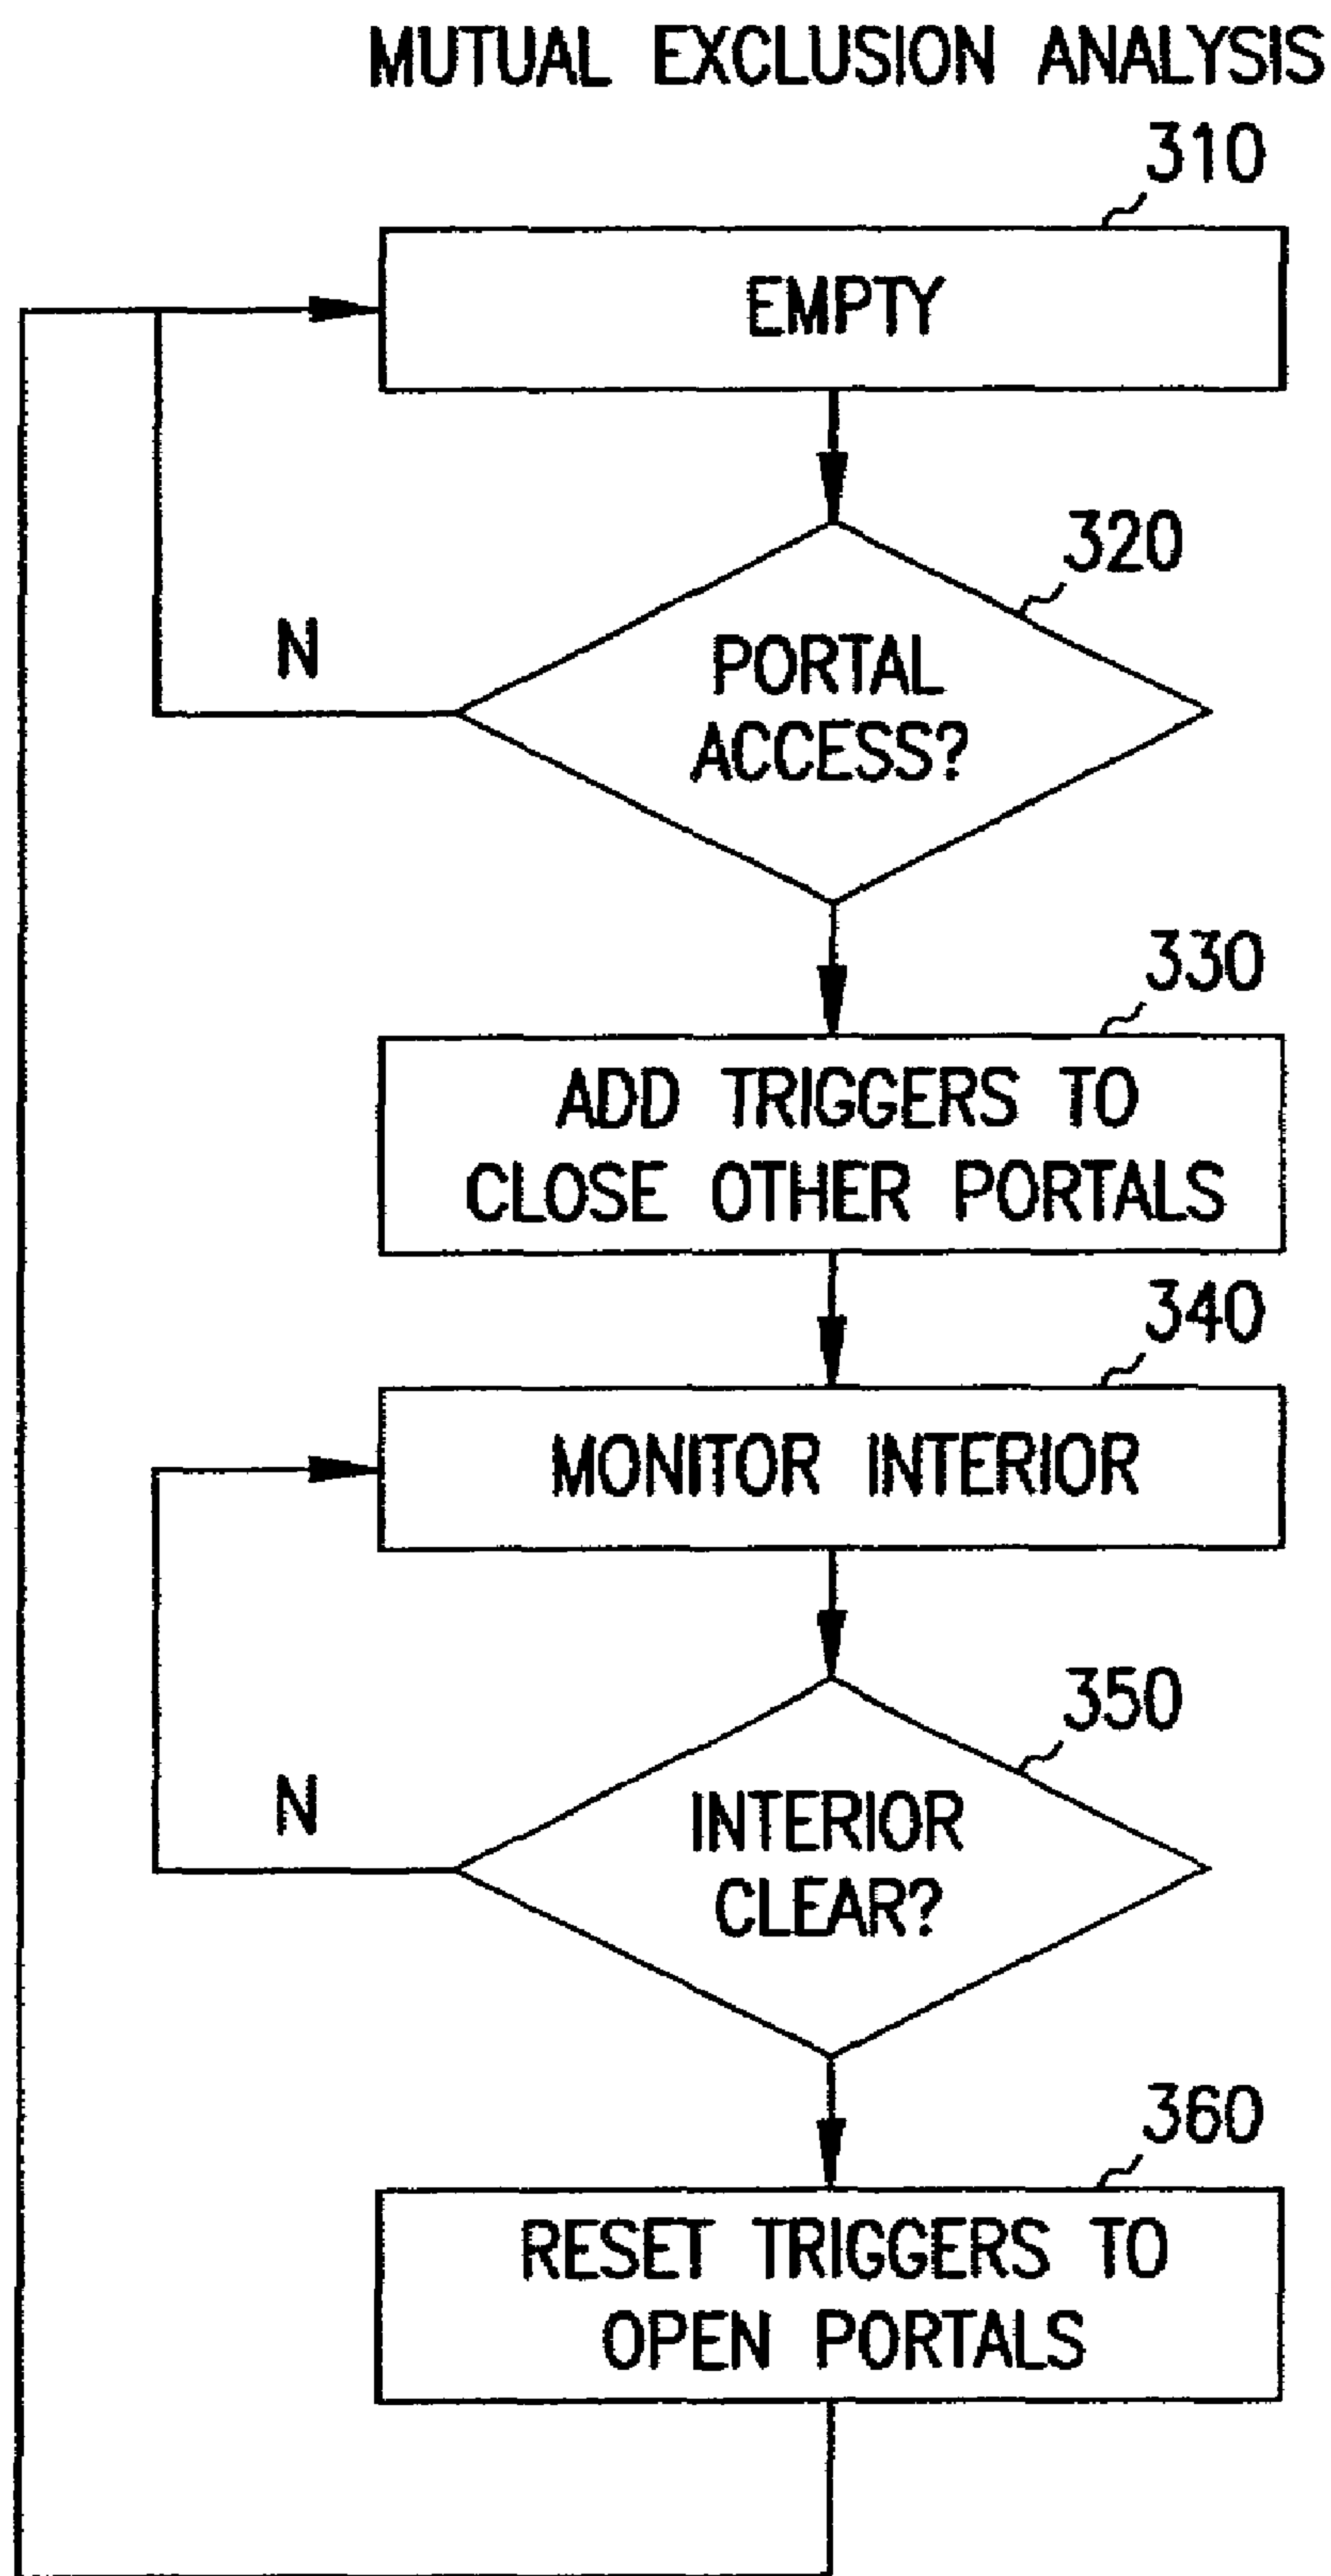 MUTUAL EXCLUSION ANALYSIS
310
EMPTY
320
N
PORTAL
ACCESS?
330
ADD TRIGGERS TO
CLOSE OTHER PORTALS
340
MONITOR INTERIOR
350
N
INTERIOR
CLEAR?
360
RESET TRIGGERS TO
OPEN PORTALS